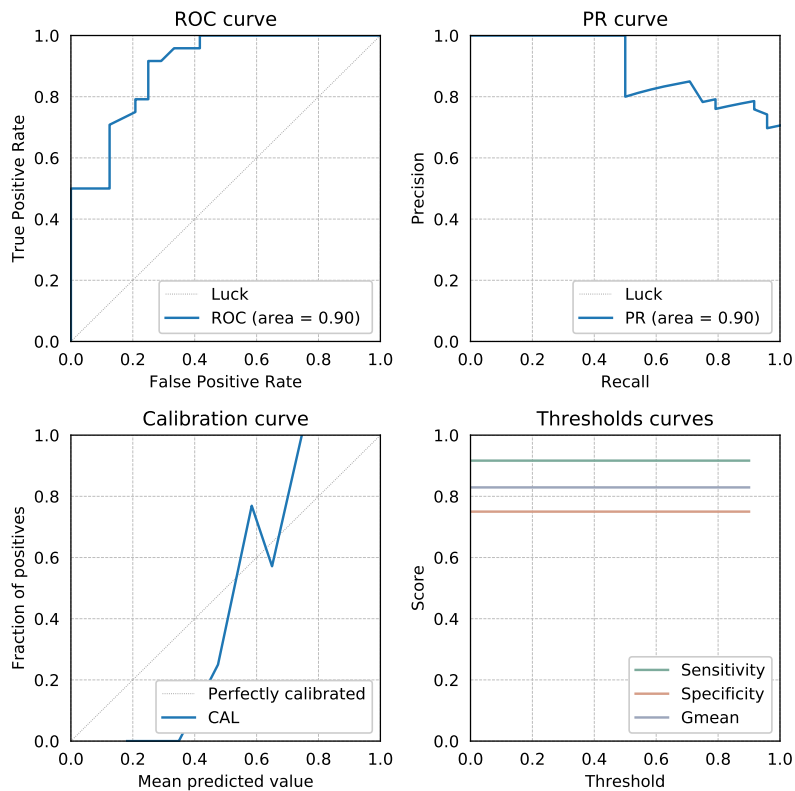 ROC curve
1.0
0.8
0.6
0.4
0.2
0.0
True Positive Rate
Luck
ROC (area = 0.90)
0.0 0.2 0.4 0.6 0.8 1.0
False Positive Rate
PR curve
1.0
0.8
0.6
0.4
0.2
0.0
Precision
Luck
PR (area = 0.90)
0.0 0.2 0.4 0.6 0.8 1.0
Recall
Calibration curve
1.0
0.8
0.6
0.4
0.2
0.0
Fraction of positives
Perfectly calibrated
CAL
0.0 0.2 0.4 0.6 0.8 1.0
Mean predicted value
Thresholds curves
1.0
0.8
0.6
0.4
0.2
0.0
Score
Sensitivity
Specificity
Gmean
0.0 0.2 0.4 0.6 0.8 1.0
Threshold